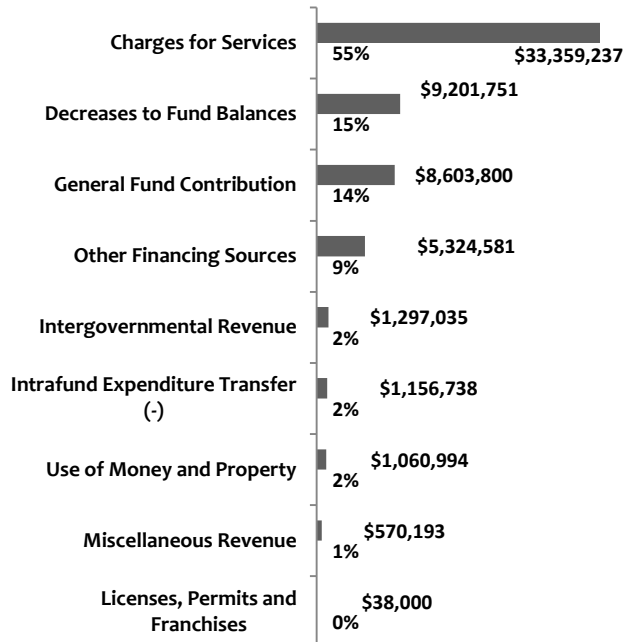 Charges for Services
55%
$33,359,237
Decreases to Fund Balances
$9,201,751
15%
General Fund Contribution
$8,603,800
14%
Other Financing Sources
$5,324,581
9%
Intergovernmental Revenue
$1,297,035
2%
Intrafund Expenditure Transfer
(-)
$1,156,738
2%
Use of Money and Property
$1,060,994
2%
Miscellaneous Revenue
$570,193
1%
Licenses, Permits and
Franchises
$38,000
0%